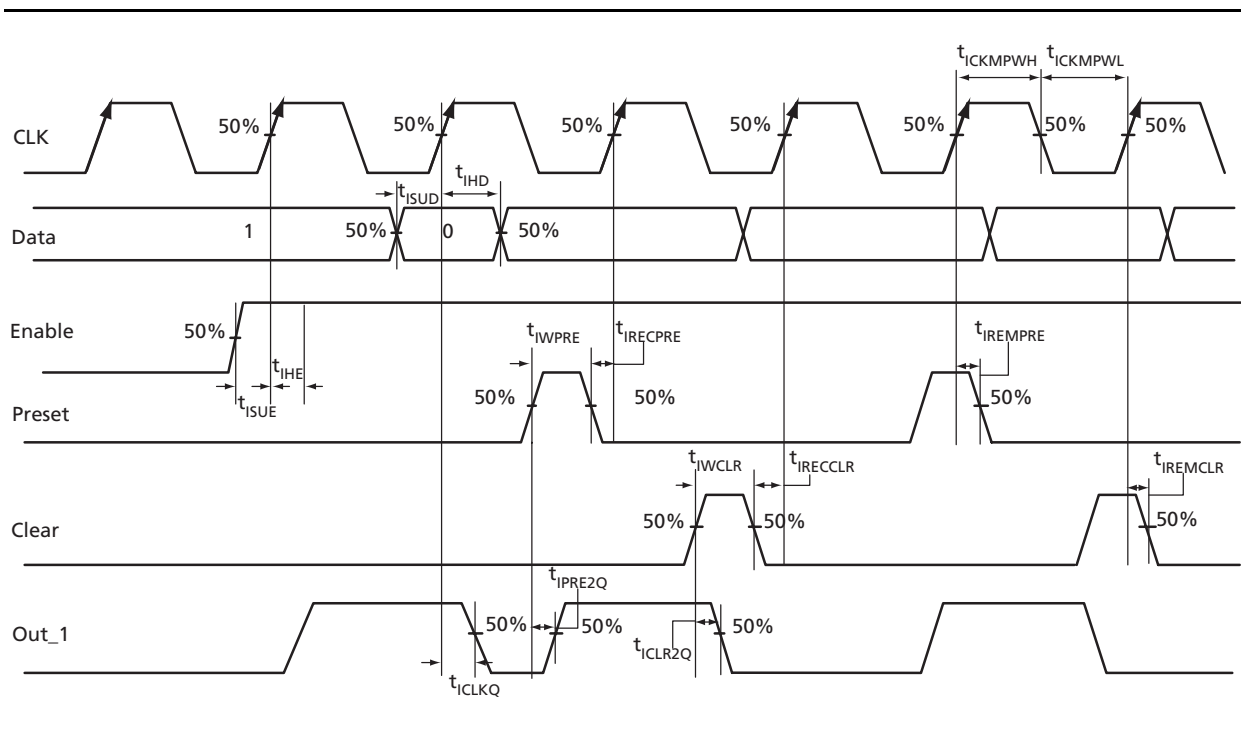 tICKMPWH tICKMPWL
CLK 50% 50% 50% 50% 50% 50% 50%
tISUD tIHD
Data 1 50% 0 50%
Enable 50% tIWPRE tIRECPRE tIREMPRE
tIHE
tISUE
Preset 50% 50% 50%
tIWCLR tIRECCLR tIREMCLR
Clear 50% 50% 50%
tIPRE2Q
Out_1 50% 50% 50%
tICLR2Q
tICLKQ